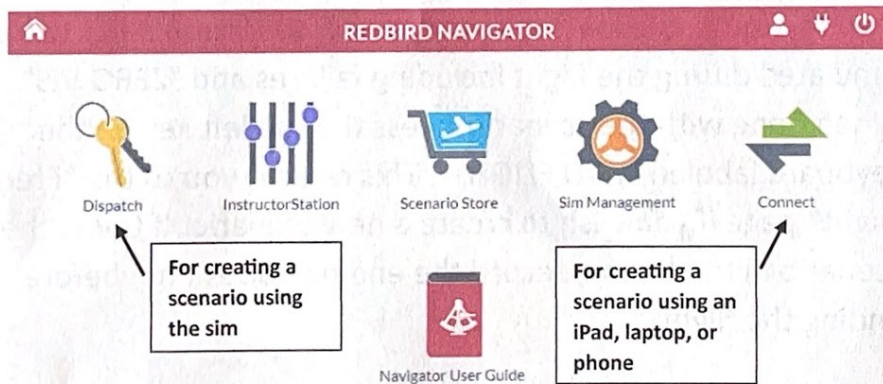 REDBIRD NAVIGATOR
Dispatch
InstructorStation
Scenario Store
Sim Management
Connect
For creating a
scenario using
the sim
For creating a
scenario using an
iPad, laptop, or
phone
Navigator User Guide